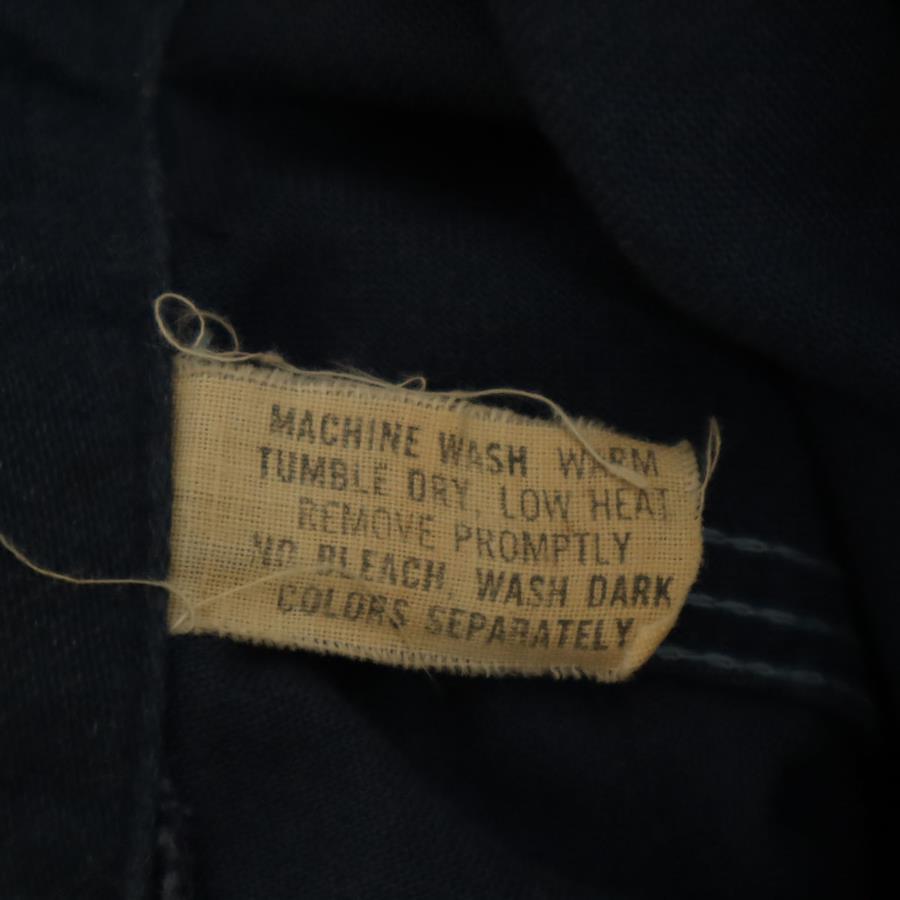 MACHINE WASH WARM
TUMBLE DRY, LOW HEAT
REMOVE PROMPTLY
NO BLEACH, WASH DARK
COLORS SEPARATELY